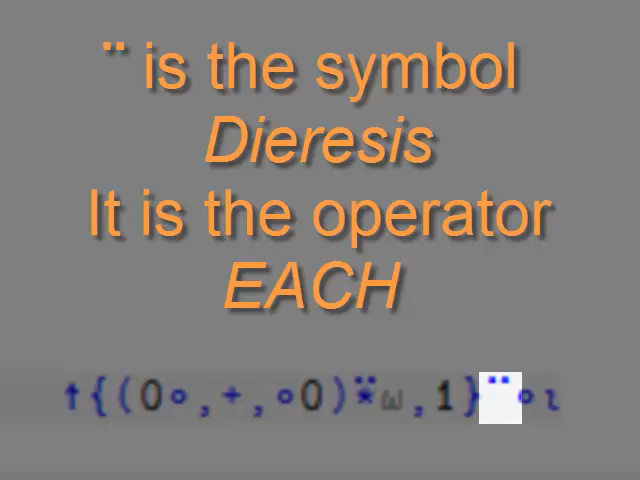 ¨ is the symbol
Dieresis
It is the operator
EACH
↑{(0∘,+,∘0)⍣⍵,1}¨∘⍳